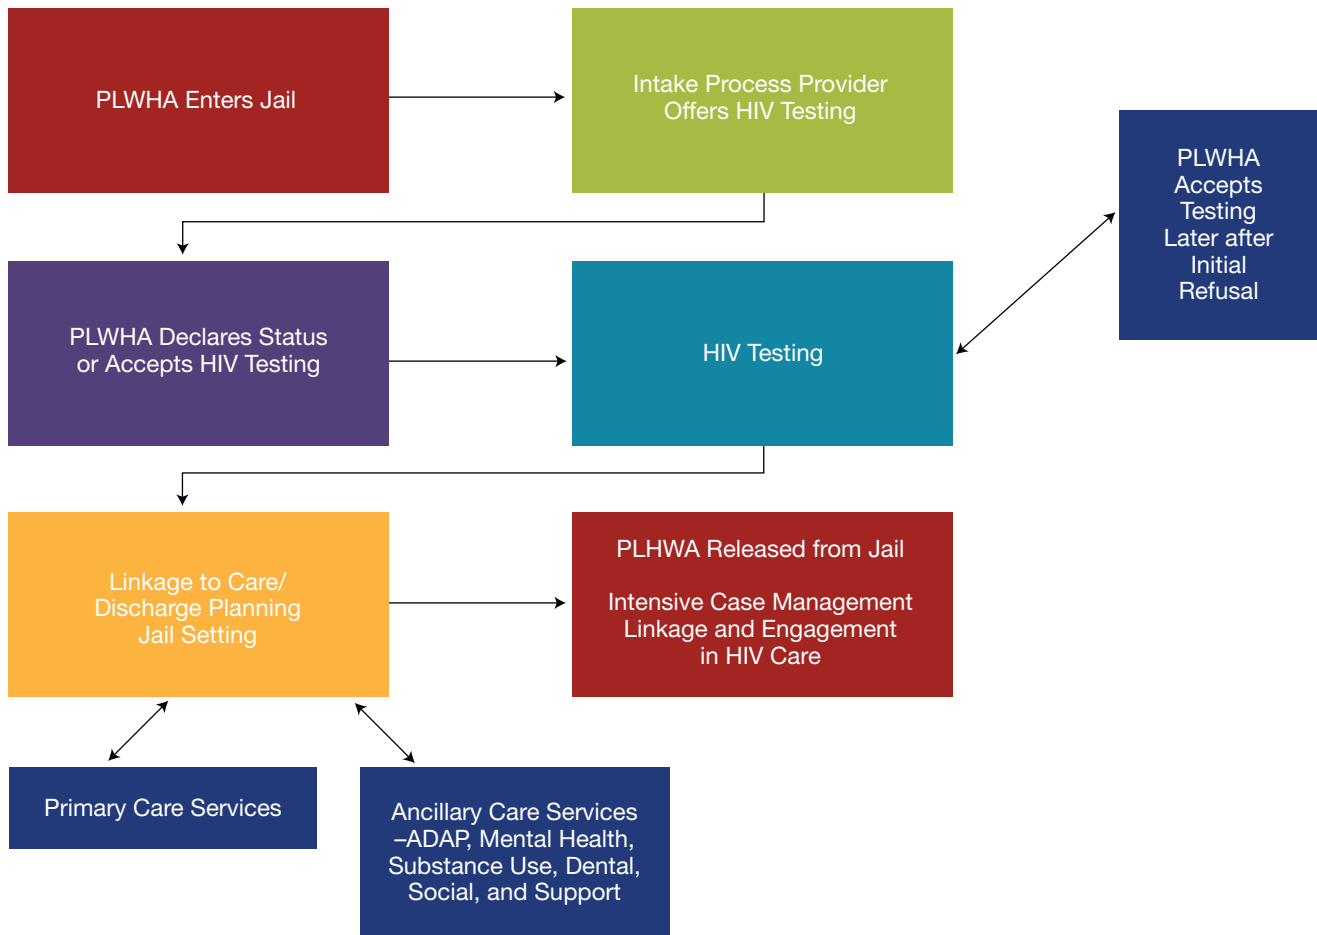 PLWHA Enters Jail
Intake Process Provider
Offers HIV Testing
PLWHA
Accepts
Testing
Later after
Initial
Refusal
PLWHA Declares Status
or Accepts HIV Testing
HIV Testing
Linkage to Care/
Discharge Planning
Jail Setting
PLHWA Released from Jail
Intensive Case Management
Linkage and Engagement
in HIV Care
Primary Care Services
Ancillary Care Services
–ADAP, Mental Health,
Substance Use, Dental,
Social, and Support